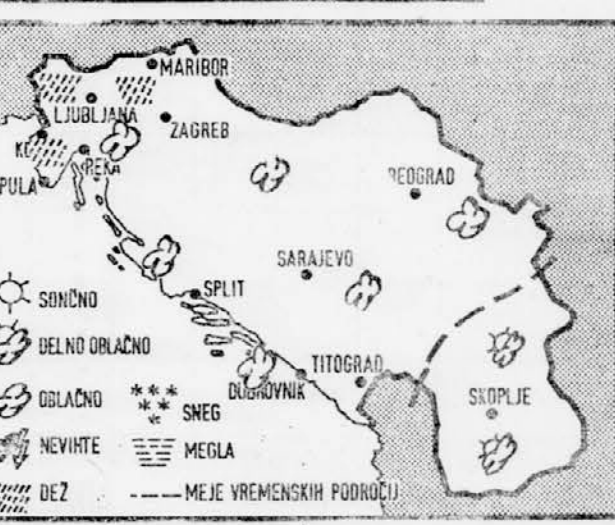 MARIBOR
LJUBLJANA
ZAGREB
REKA
PULA
BEOGRAD
SARAJEVO
SPLIT
TITOGRAD
DUBROVNIK
SKOPLJE
SONČNO
DELNO OBLAČNO
OBLAČNO
SNEG
NEVIHTE
MEGLA
DEŽ
MEJE VREMENSKIH PODROČIJ